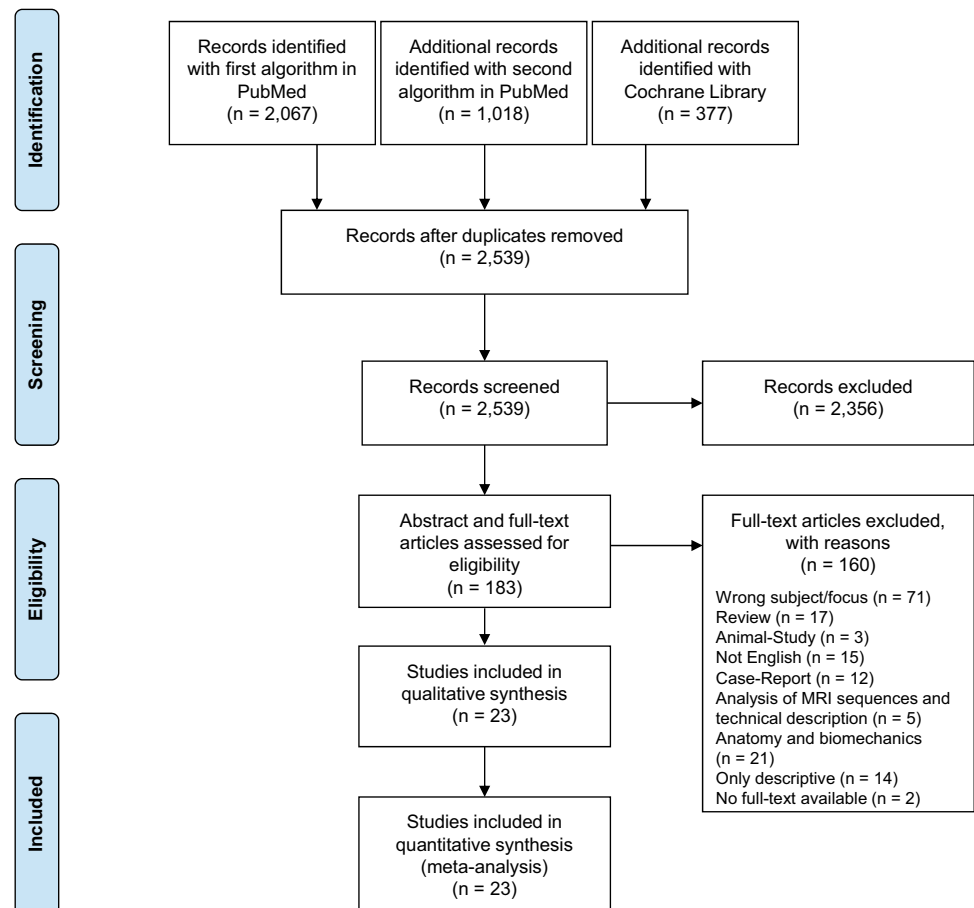 Identification
Records identified
with first algorithm in
PubMed
(n = 2,067)
Additional records
identified with second
algorithm in PubMed
(n = 1,018)
Additional records
identified with
Cochrane Library
(n = 377)
Records after duplicates removed
(n = 2,539)
Screening
Records screened
(n = 2,539)
Records excluded
(n = 2,356)
Eligibility
Abstract and full-text
articles assessed for
eligibility
(n = 183)
Full-text articles excluded,
with reasons
(n = 160)
Wrong subject/focus (n = 71)
Review (n = 17)
Animal-Study (n = 3)
Not English (n = 15)
Case-Report (n = 12)
Analysis of MRI sequences and
technical description (n = 5)
Anatomy and biomechanics
(n = 21)
Only descriptive (n = 14)
No full-text available (n = 2)
Studies included in
qualitative synthesis
(n = 23)
Included
Studies included in
quantitative synthesis
(meta-analysis)
(n = 23)